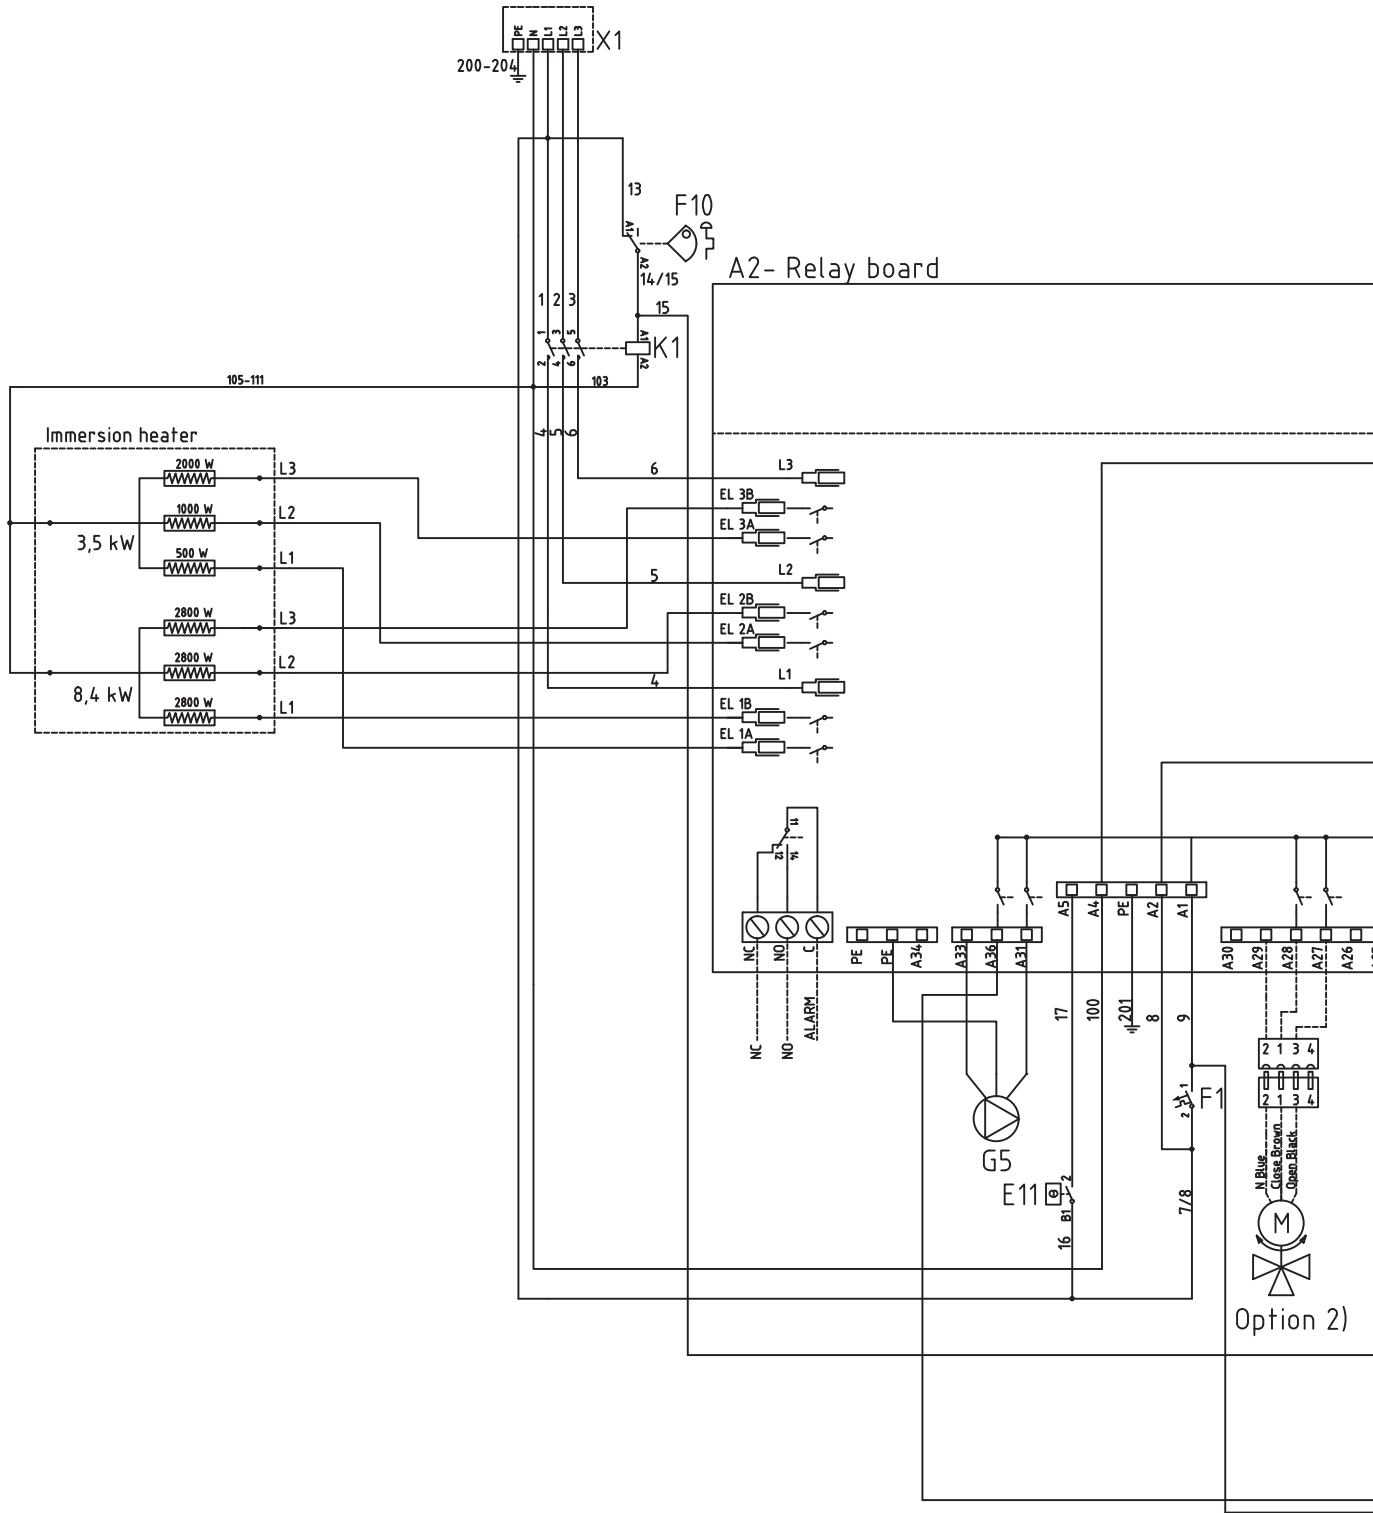 PE N L1 L2 L3
X1
200-204
13
F10
A1
A2
14/15
A2- Relay board
1 2 3
15
1 3 5
A1
K1
2 4 6
A2
105-111
103
4 5 6
Immersion heater
2000 W
L3
6
L3
1000 W
L2
EL 3B
3,5 kW
EL 3A
500 W
L1
5
L2
2800 W
L3
EL 2B
EL 2A
2800 W
L2
4
L1
8,4 kW
2800 W
L1
EL 1B
EL 1A
11
12 14
NC NO C
PE PE A34
A33 A36 A31
A5 A4 PE A2 A1
A30 A29 A28 A27 A26
NC NO ALARM
17 100 201 8 9
2 1 3 4
1
F1
2
2 1 3 4
G5
N Blue
Close Brown
Open Black
E11
2
B1
16
7/8
M
Option 2)